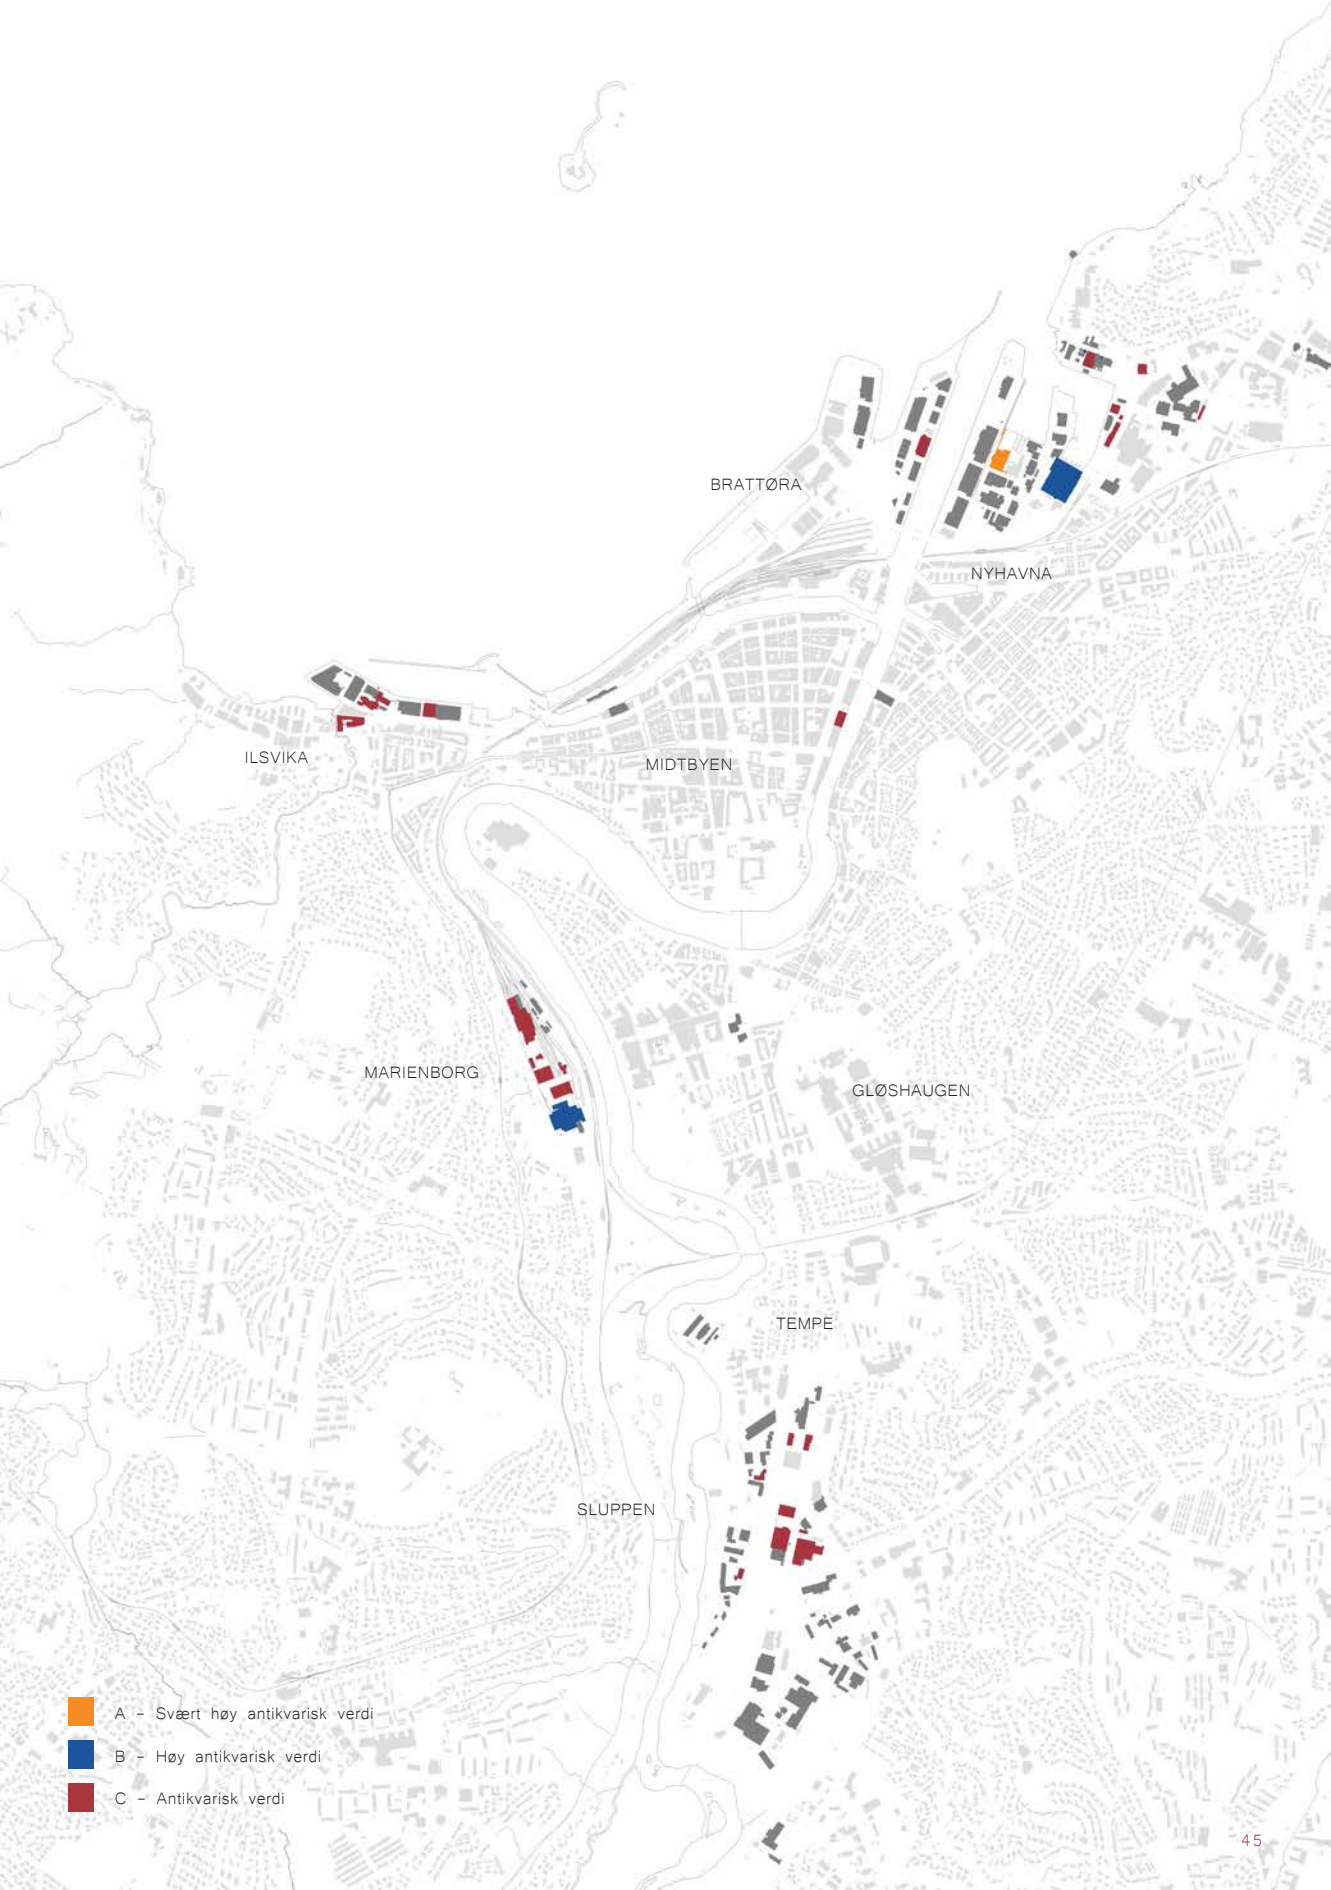 BRATTØRA
NYHAVNA
ILSVIKA
MIDTBYEN
MARIENBORG
GLØSHAUGEN
TEMPE
SLUPPEN
A – Svært høy antikvarisk verdi
B – Høy antikvarisk verdi
C – Antikvarisk verdi
45